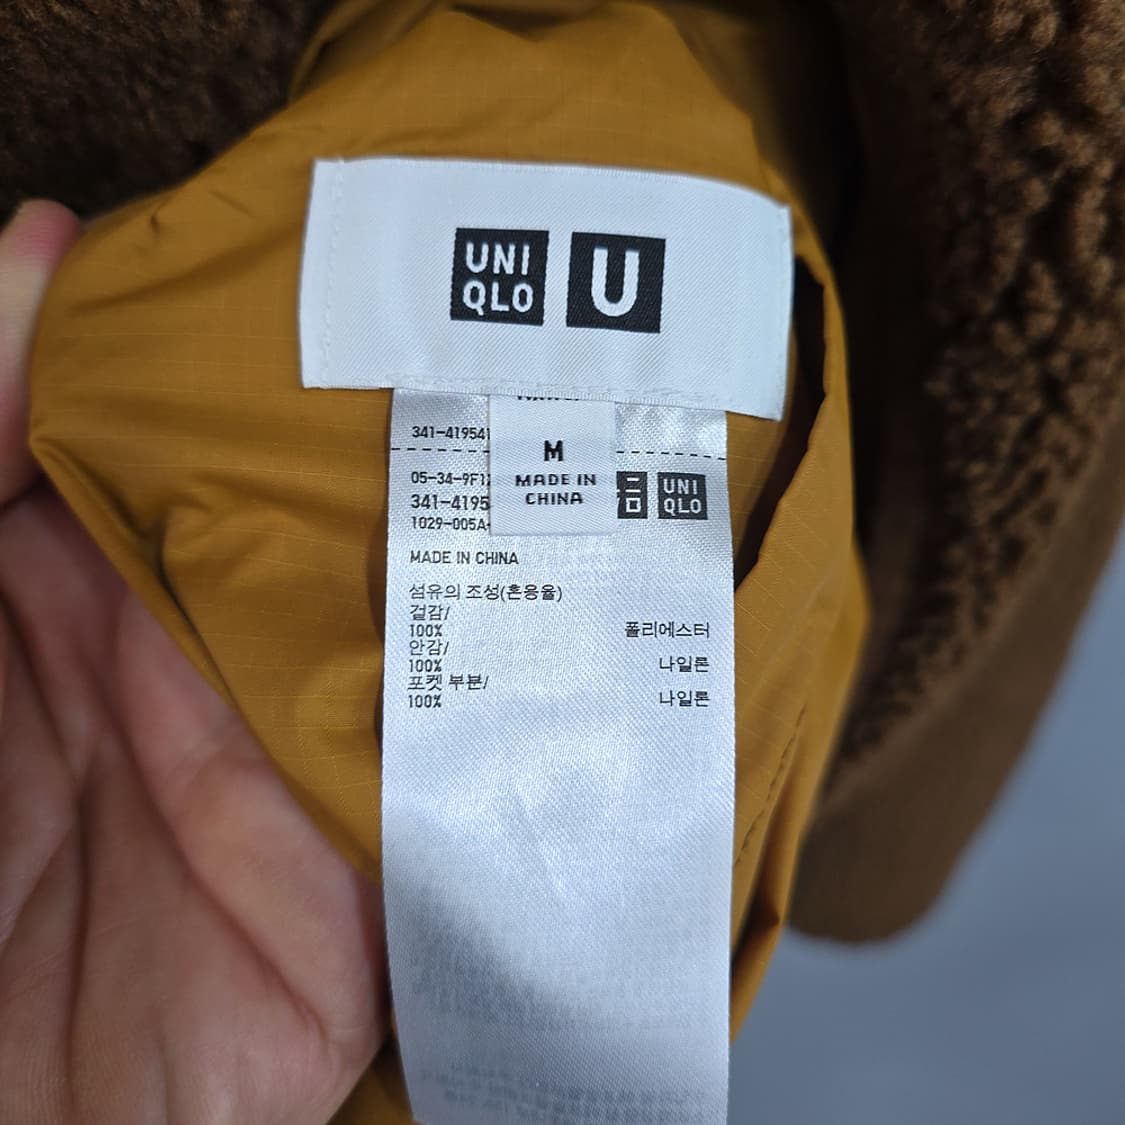 UNI
QLO
U
341-41954
M
MADE IN
CHINA
05-34-9F1
341-4195
1029-005A-
UNI
QLO
MADE IN CHINA
섬유의 조성(혼용율)
겉감/
100% 폴리에스터
안감/
100% 나일론
포켓 부분/
100% 나일론